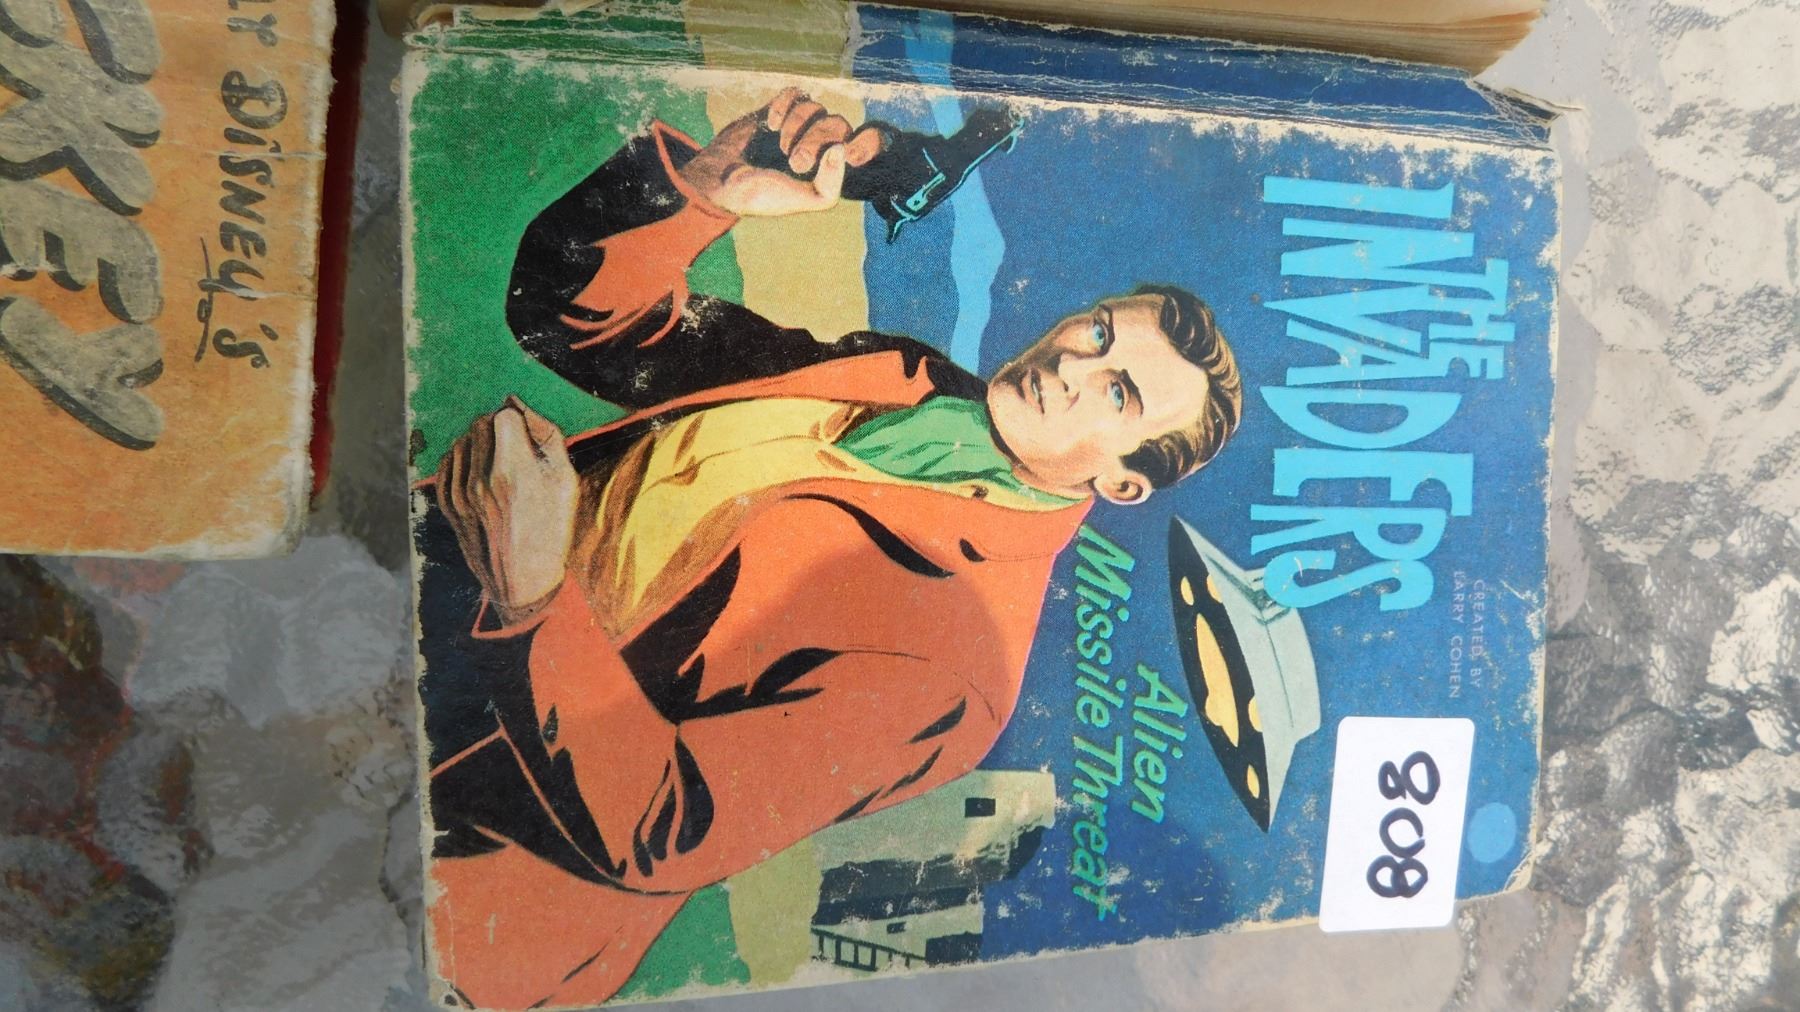 THE
INVADERS
CREATED BY
LARRY COHEN
Alien
Missile Threat
808
DISNEY'S